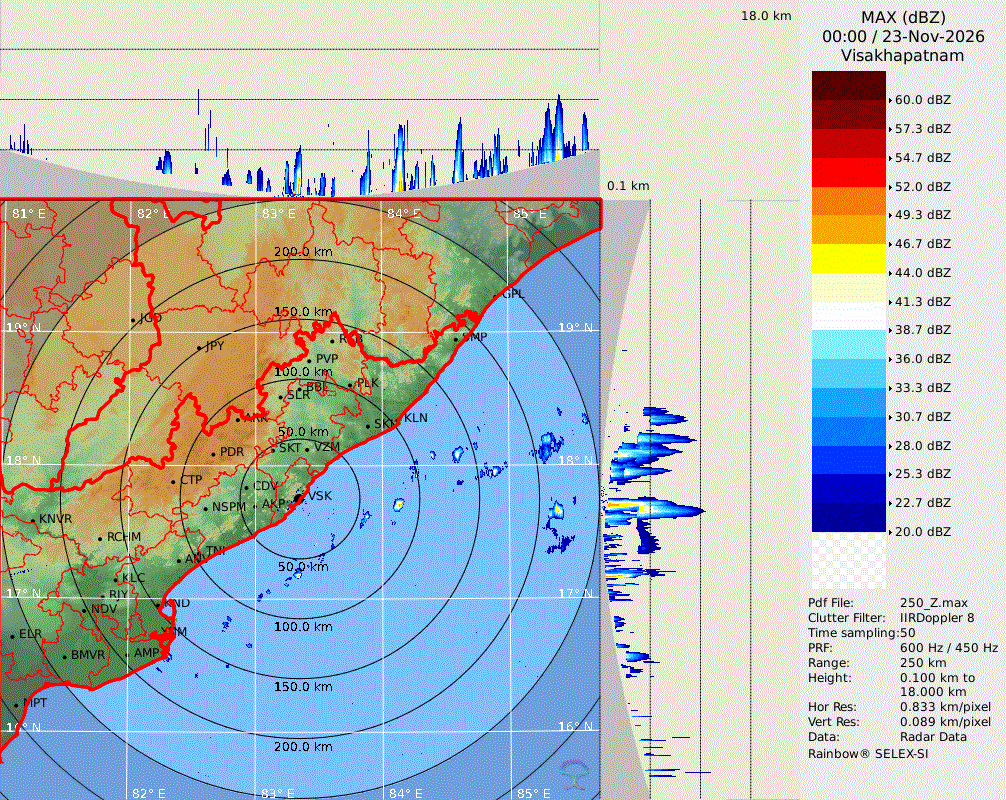 18.0 km
MAX (dBZ)
00:00 / 23-Nov-2026
Visakhapatnam
60.0 dBZ
57.3 dBZ
54.7 dBZ
52.0 dBZ
49.3 dBZ
46.7 dBZ
44.0 dBZ
41.3 dBZ
38.7 dBZ
36.0 dBZ
33.3 dBZ
30.7 dBZ
28.0 dBZ
25.3 dBZ
22.7 dBZ
20.0 dBZ
0.1 km
81° E
82° E
83° E
84° E
85° E
200.0 km
GPL
150.0 km
JGD
19° N
19° N
JPY
SMP
PVP
100.0 km
BBL
PLK
SLR
ARK
SKL
KLN
50.0 km
SKT
VZM
PDR
18° N
18° N
CTP
CDV
VSK
NSPM
AKP
KNVR
RCHM
TNI
KLC
50.0 km
RJY
17° N
NDV
KND
100.0 km
ELR
BMVR
AMP
150.0 km
MPT
16° N
16° N
200.0 km
82° E
83° E
84° E
85° E
Pdf File: 250_Z.max
Clutter Filter: IIRDoppler 8
Time sampling:50
PRF: 600 Hz / 450 Hz
Range: 250 km
Height: 0.100 km to
18.000 km
Hor Res: 0.833 km/pixel
Vert Res: 0.089 km/pixel
Data: Radar Data
Rainbow® SELEX-SI